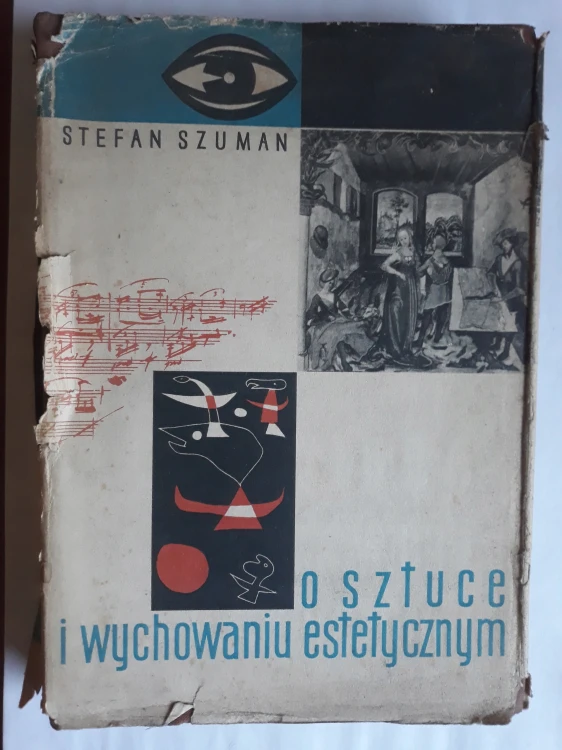 STEFAN SZUMAN
o sztuce
i wychowaniu estetycznym